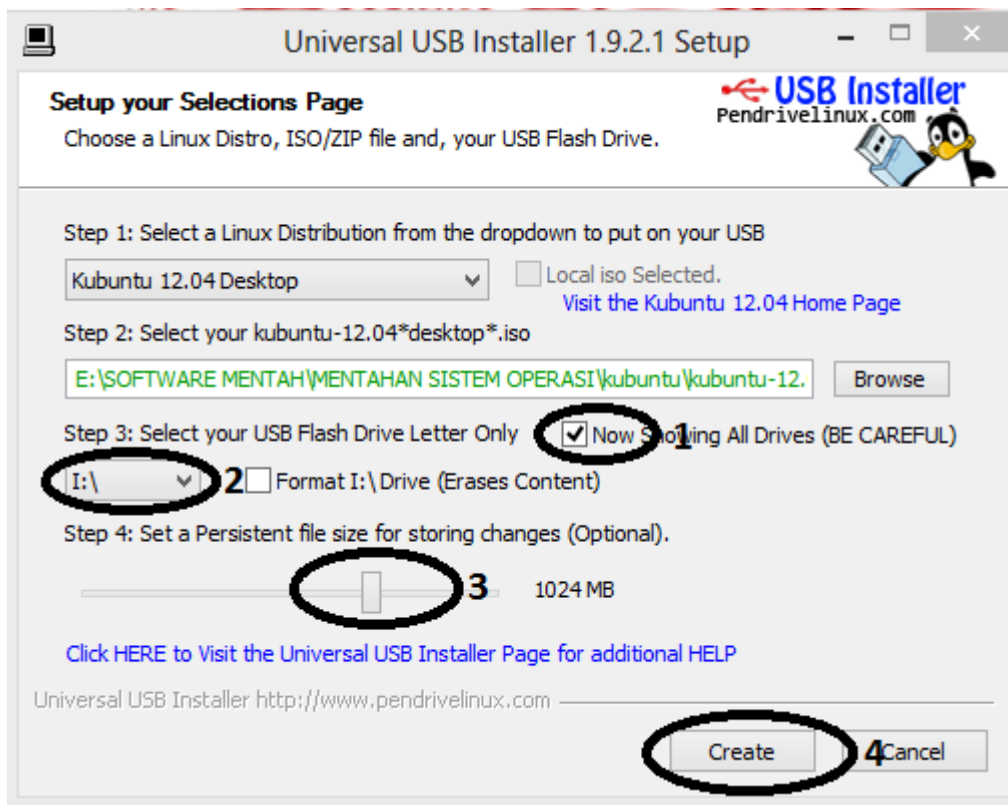 Universal USB Installer 1.9.2.1 Setup
Setup your Selections Page
Choose a Linux Distro, ISO/ZIP file and, your USB Flash Drive.
USB Installer
Pendrivelinux.com
Step 1: Select a Linux Distribution from the dropdown to put on your USB
Kubuntu 12.04 Desktop
Local iso Selected.
Visit the Kubuntu 12.04 Home Page
Step 2: Select your kubuntu-12.04*desktop*.iso
E:\SOFTWARE MENTAH\MENTAHAN SISTEM OPERASI\kubuntu\kubuntu-12.
Browse
Step 3: Select your USB Flash Drive Letter Only
Now Showing All Drives (BE CAREFUL)
1
I:\
2
Format I:\ Drive (Erases Content)
Step 4: Set a Persistent file size for storing changes (Optional).
3
1024 MB
Click HERE to Visit the Universal USB Installer Page for additional HELP
Universal USB Installer http://www.pendrivelinux.com
Create
4
Cancel